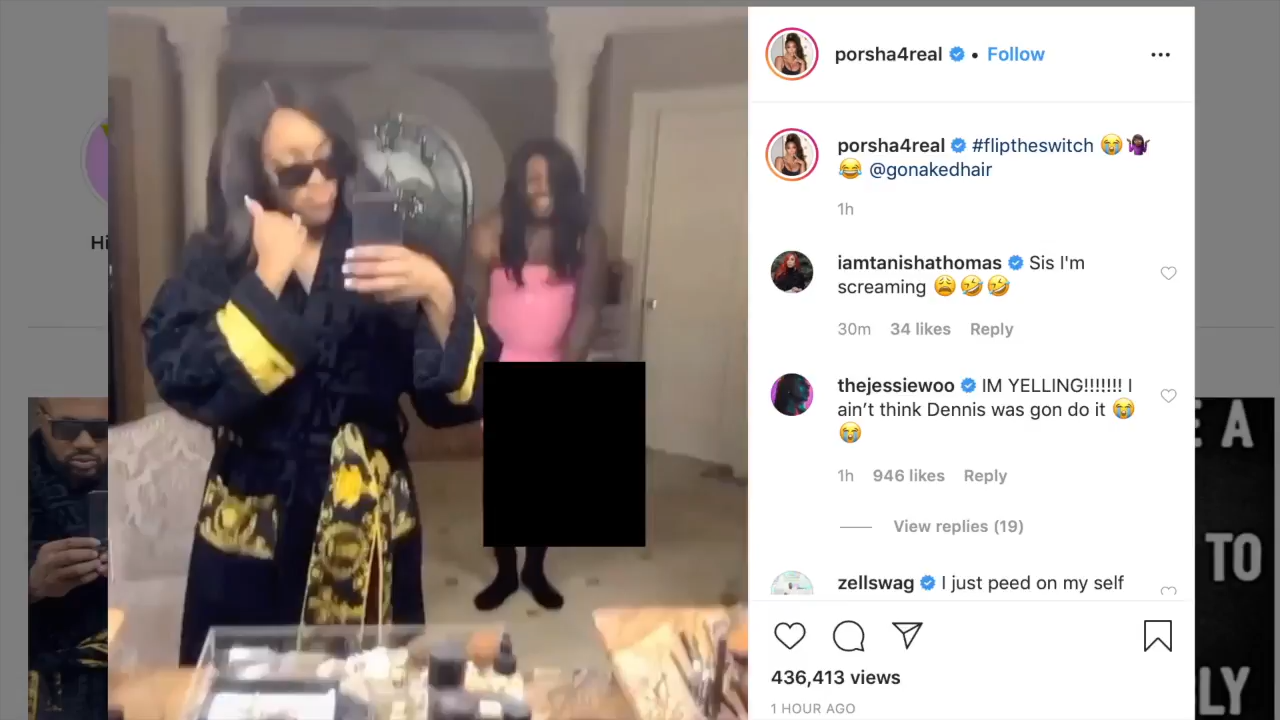 porsha4real • Follow
porsha4real #fliptheswitch 😭🤷🏾‍♀️
😂 @gonakedhair
1h
iamtanishathomas Sis I'm
screaming 😩🤣🤣
30m 34 likes Reply
thejessiewoo IM YELLING!!!!!!! I
ain’t think Dennis was gon do it 😭
😭
1h 946 likes Reply
View replies (19)
zellswag I just peed on my self
436,413 views
1 HOUR AGO
Hi
E A
TO
LY